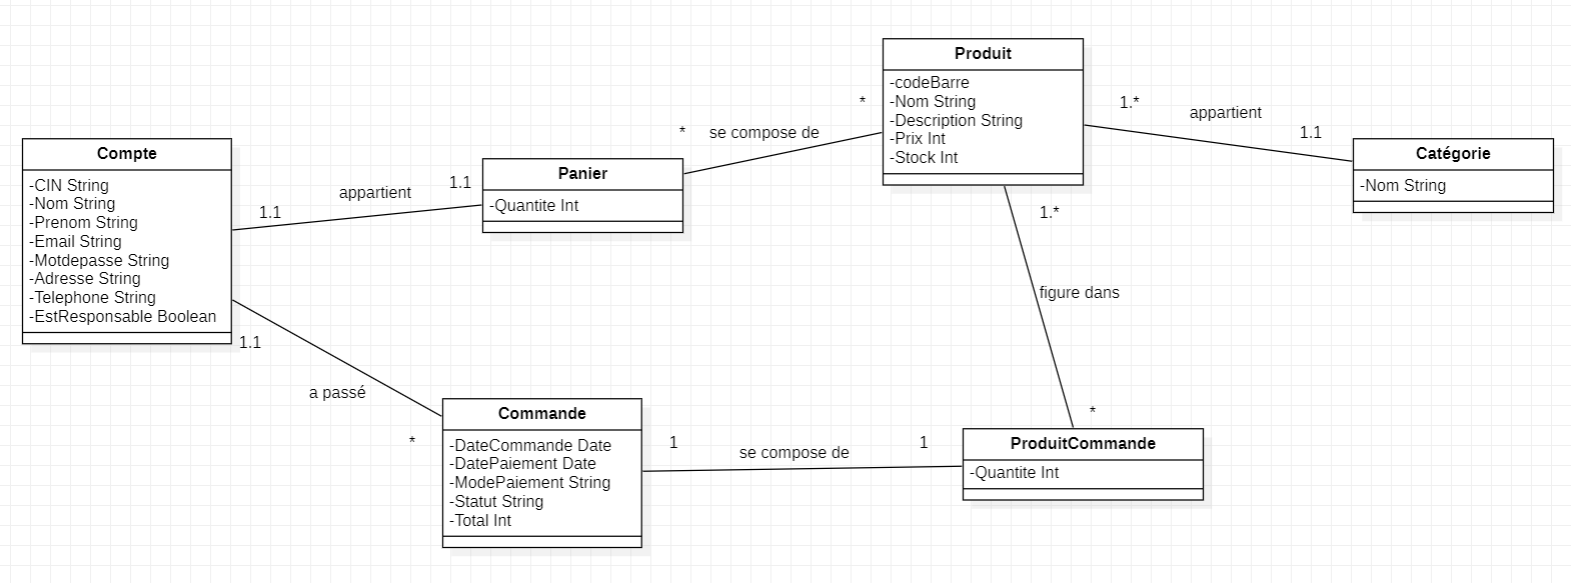 Produit
-codeBarre
-Nom String
-Description String
-Prix Int
-Stock Int
*
1.*
appartient
1.1
*
se compose de
Catégorie
-Nom String
Compte
-CIN String
-Nom String
-Prenom String
-Email String
-Motdepasse String
-Adresse String
-Telephone String
-EstResponsable Boolean
1.1
appartient
1.1
Panier
-Quantite Int
1.*
figure dans
*
1.1
a passé
*
Commande
-DateCommande Date
-DatePaiement Date
-ModePaiement String
-Statut String
-Total Int
1
se compose de
1
ProduitCommande
-Quantite Int